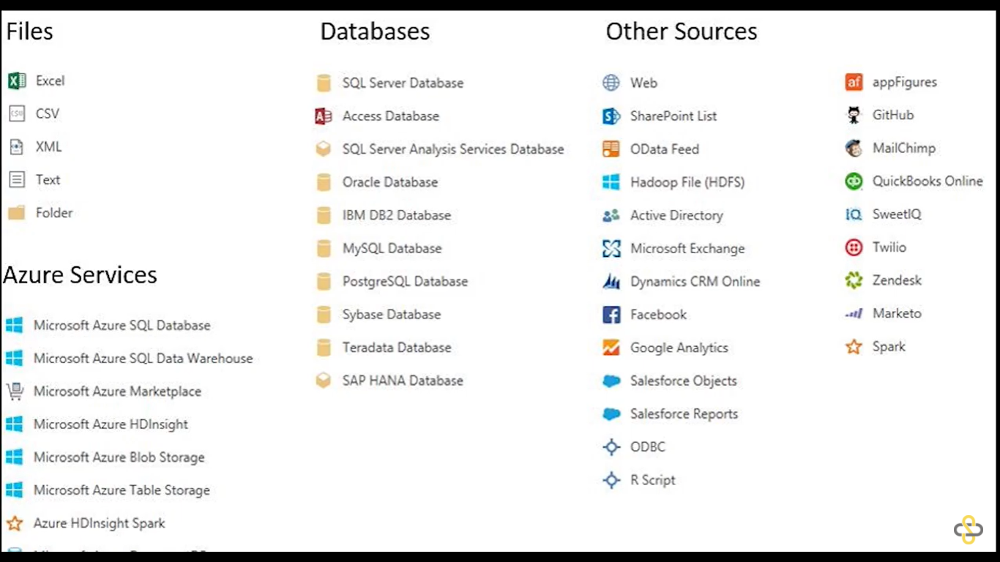 Files
Excel
CSV
XML
Text
Folder
Azure Services
Microsoft Azure SQL Database
Microsoft Azure SQL Data Warehouse
Microsoft Azure Marketplace
Microsoft Azure HDInsight
Microsoft Azure Blob Storage
Microsoft Azure Table Storage
Azure HDInsight Spark
Databases
SQL Server Database
Access Database
SQL Server Analysis Services Database
Oracle Database
IBM DB2 Database
MySQL Database
PostgreSQL Database
Sybase Database
Teradata Database
SAP HANA Database
Other Sources
Web
SharePoint List
OData Feed
Hadoop File (HDFS)
Active Directory
Microsoft Exchange
Dynamics CRM Online
Facebook
Google Analytics
Salesforce Objects
Salesforce Reports
ODBC
R Script
af appFigures
GitHub
MailChimp
qb QuickBooks Online
IQ SweetIQ
Twilio
Zendesk
Marketo
Spark